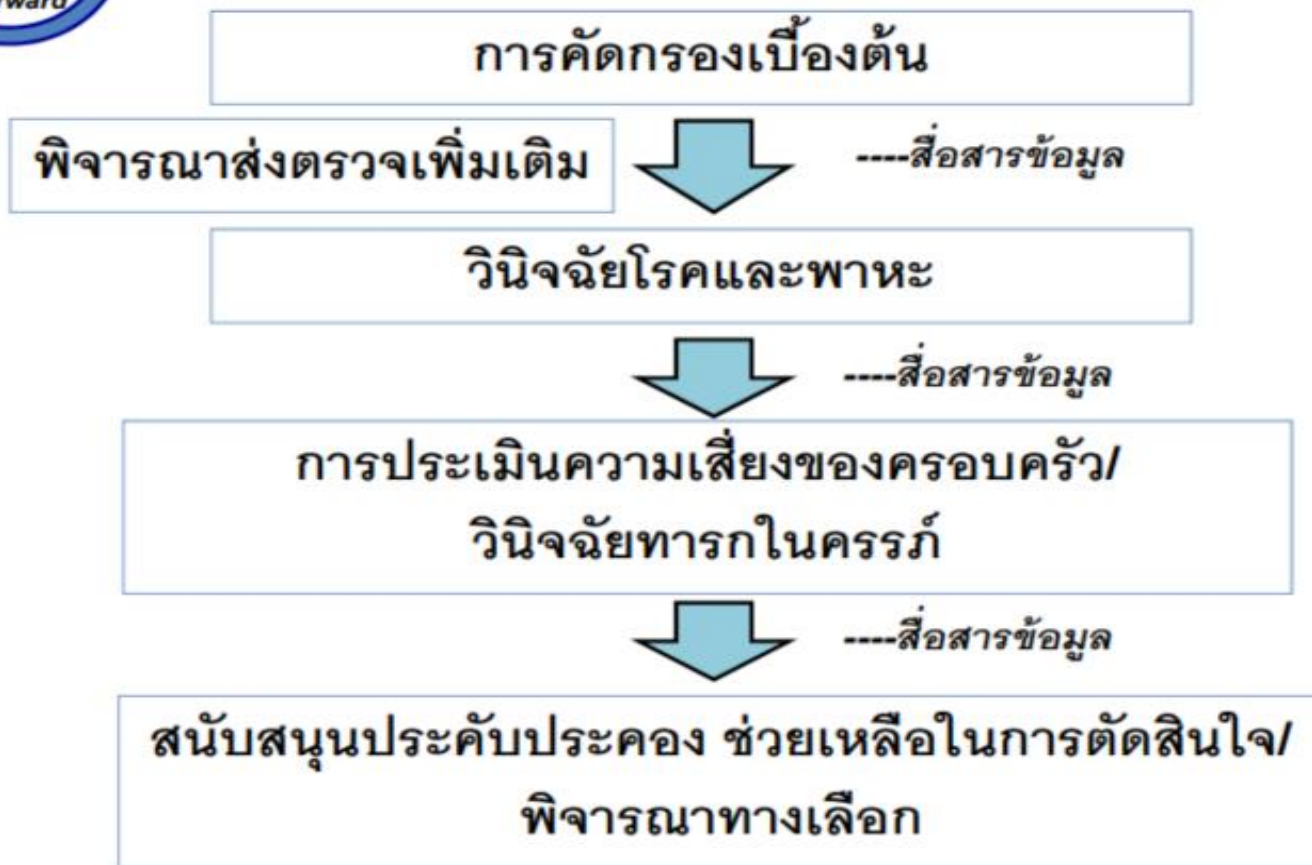 rward
การคัดกรองเบื้องต้น
พิจารณาส่งตรวจเพิ่มเติม
----สื่อสารข้อมูล
วินิจฉัยโรคและพาหะ
----สื่อสารข้อมูล
การประเมินความเสี่ยงของครอบครัว/
วินิจฉัยทารกในครรภ์
----สื่อสารข้อมูล
สนับสนุนประคับประคอง ช่วยเหลือในการตัดสินใจ/
พิจารณาทางเลือก